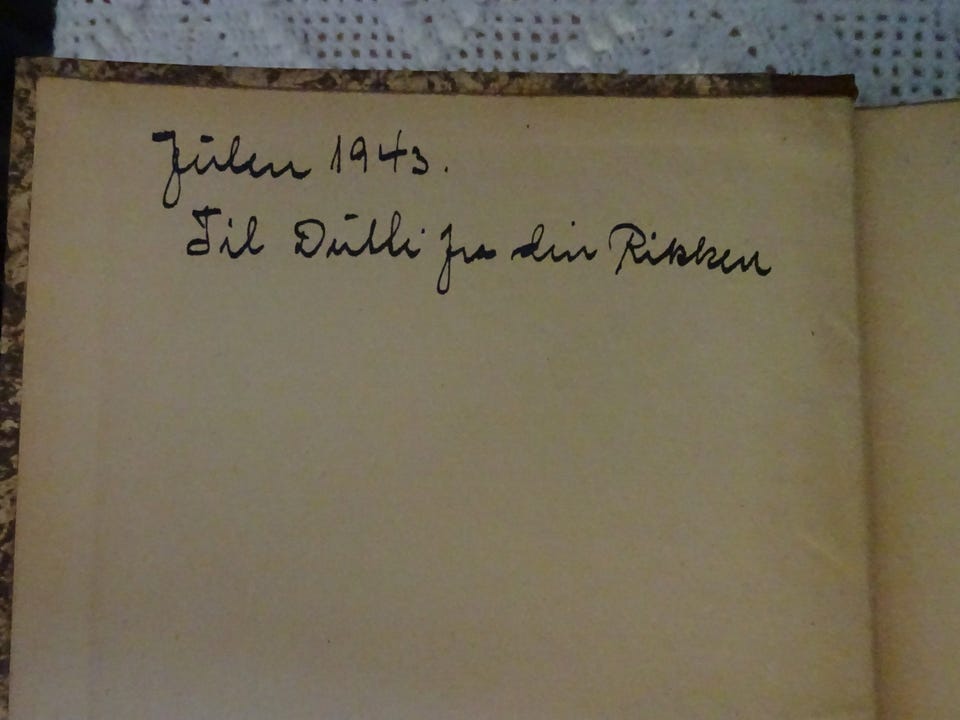 Julen 1943.
Til Dulli fra din Rikken